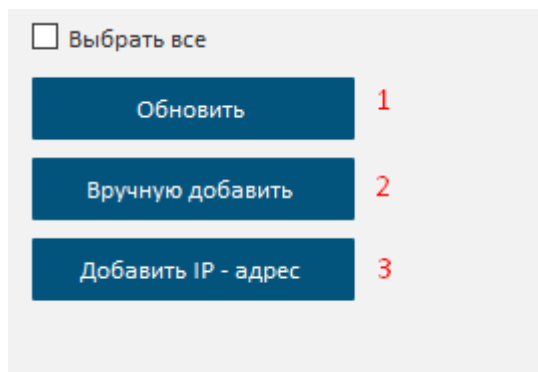 Выбрать все
Обновить 1
Вручную добавить 2
Добавить IP - адрес 3